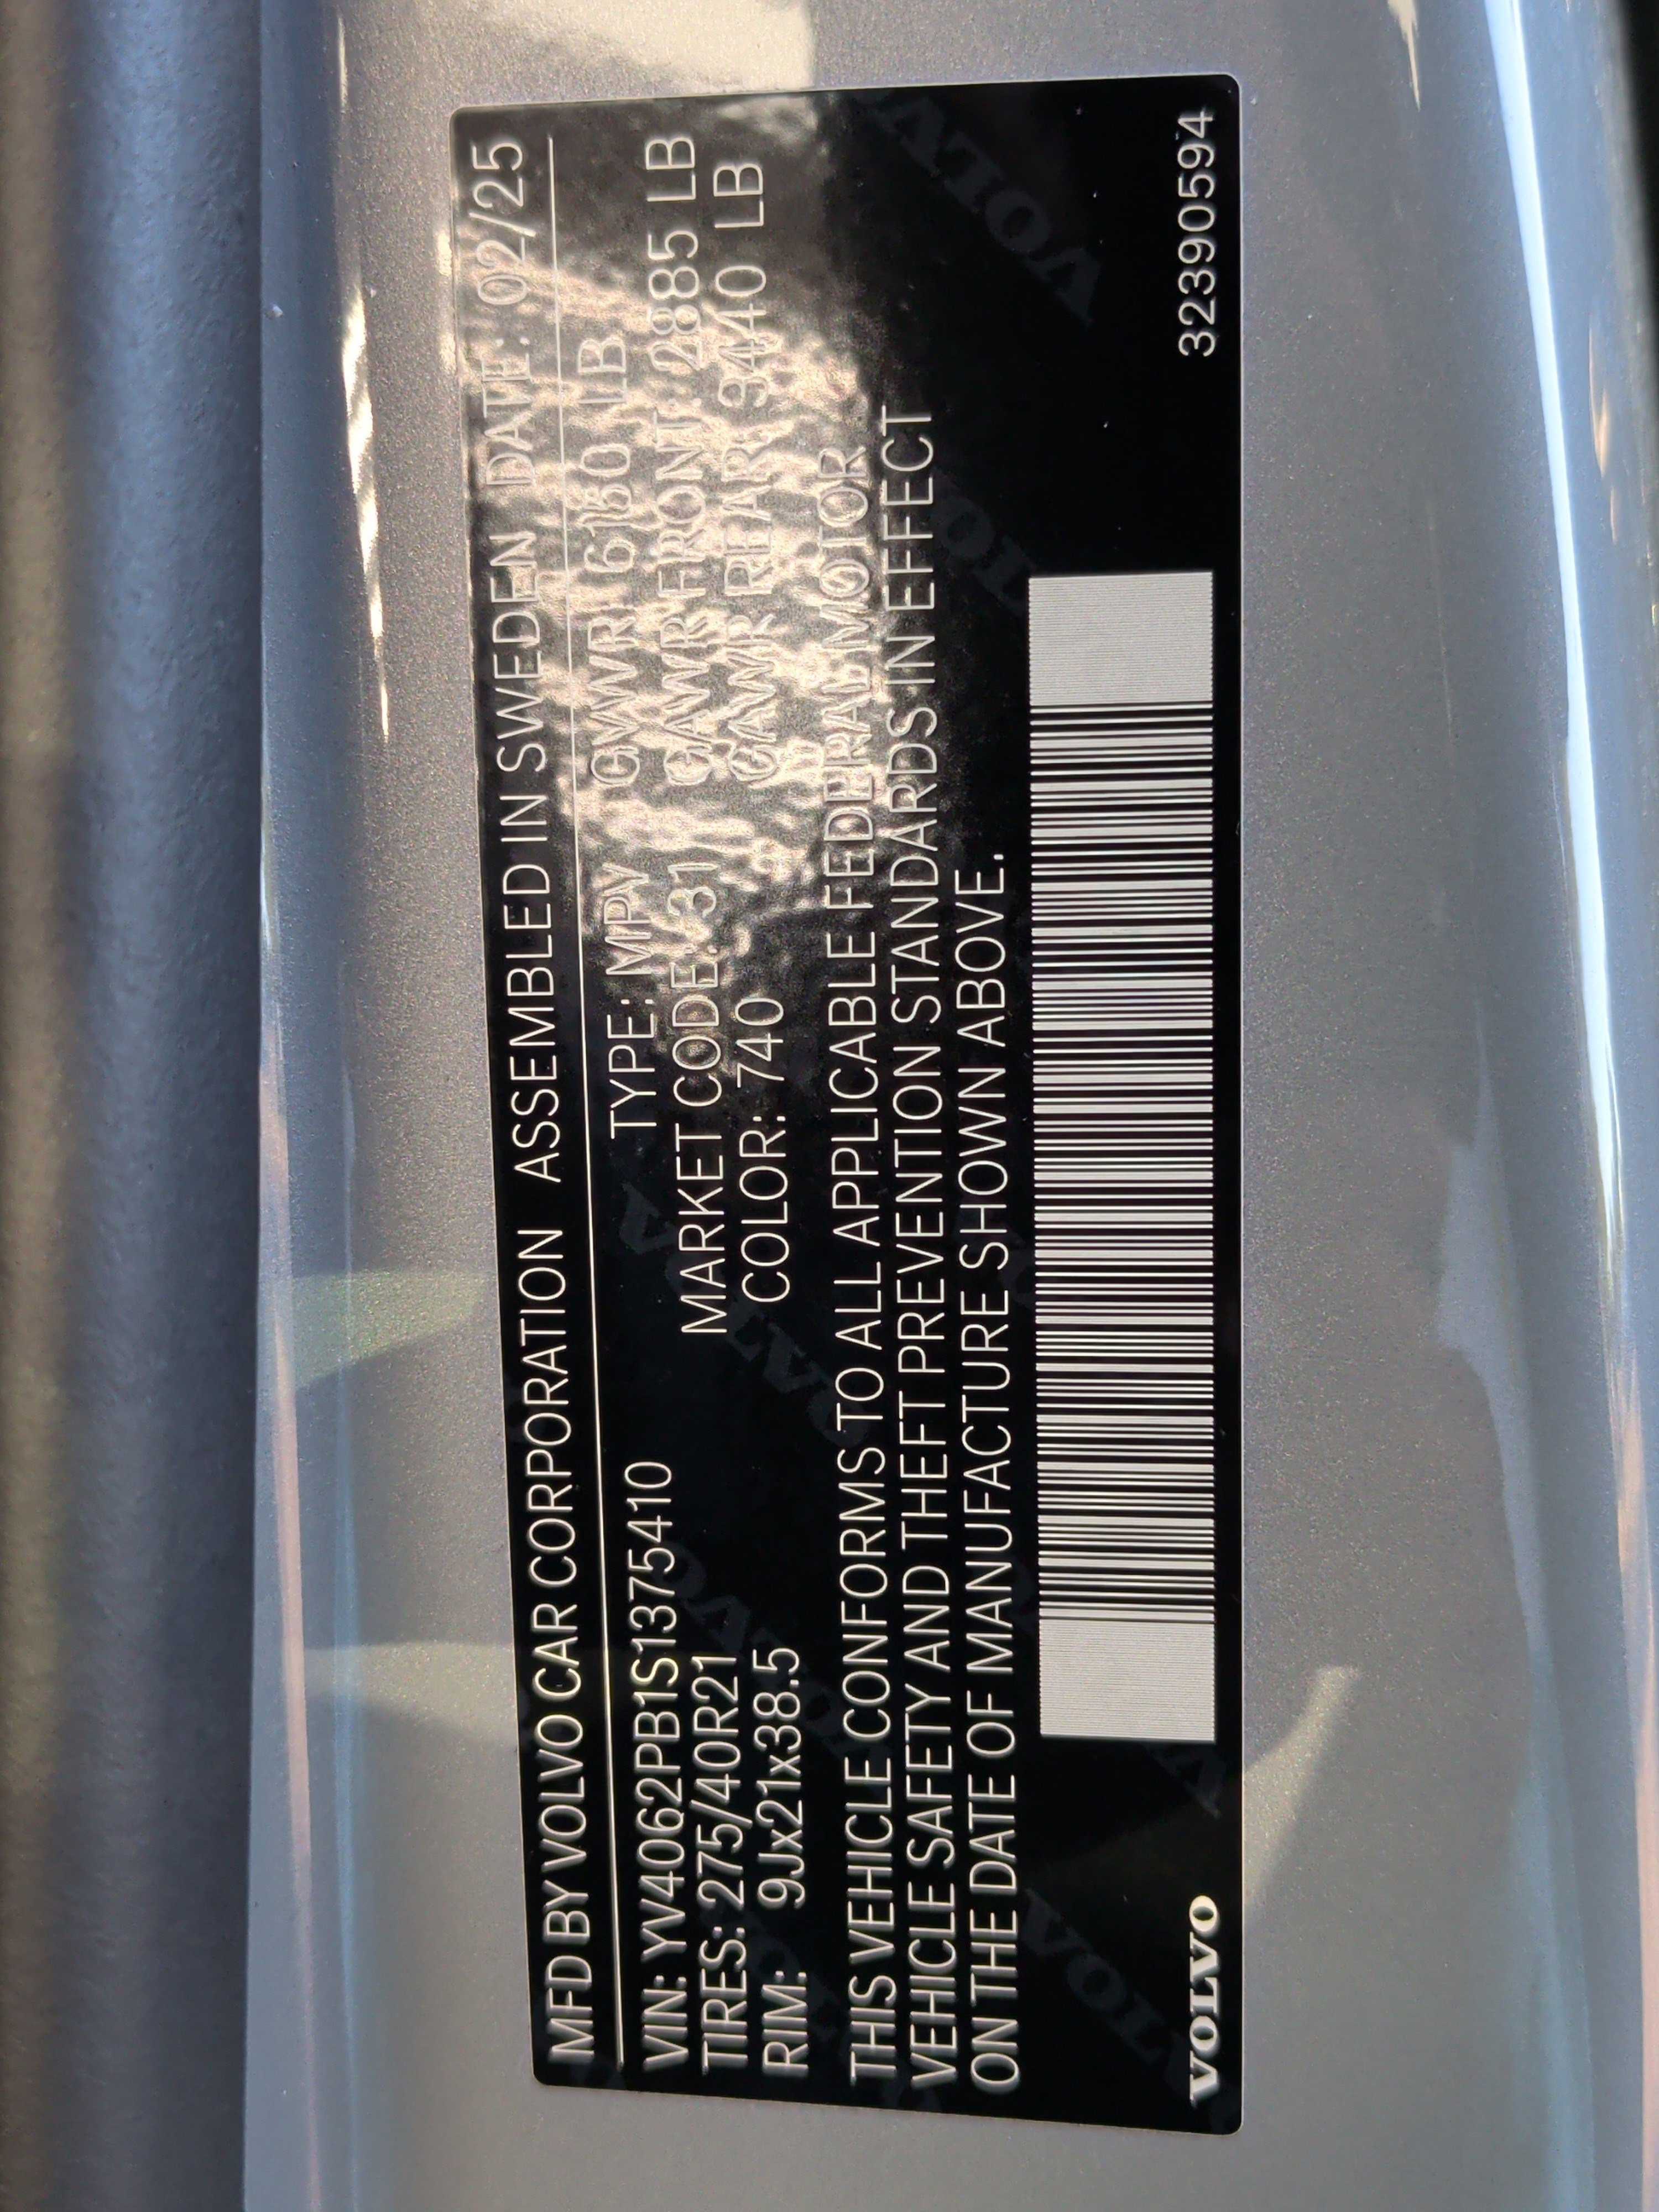 MFD BY VOLVO CAR CORPORATION ASSEMBLED IN SWEDEN DATE: 02/25
VIN: YV4062PB1S1375410 TYPE: MPV GVWR 6180 LB
TIRES: 275/40R21 MARKET CODE: 31 GAWR FRONT: 2885 LB
RIM: 9Jx21x38.5 COLOR: 740 GAWR REAR: 3440 LB
THIS VEHICLE CONFORMS TO ALL APPLICABLE FEDERAL MOTOR
VEHICLE SAFETY AND THEFT PREVENTION STANDARDS IN EFFECT
ON THE DATE OF MANUFACTURE SHOWN ABOVE.
VOLVO 32390594